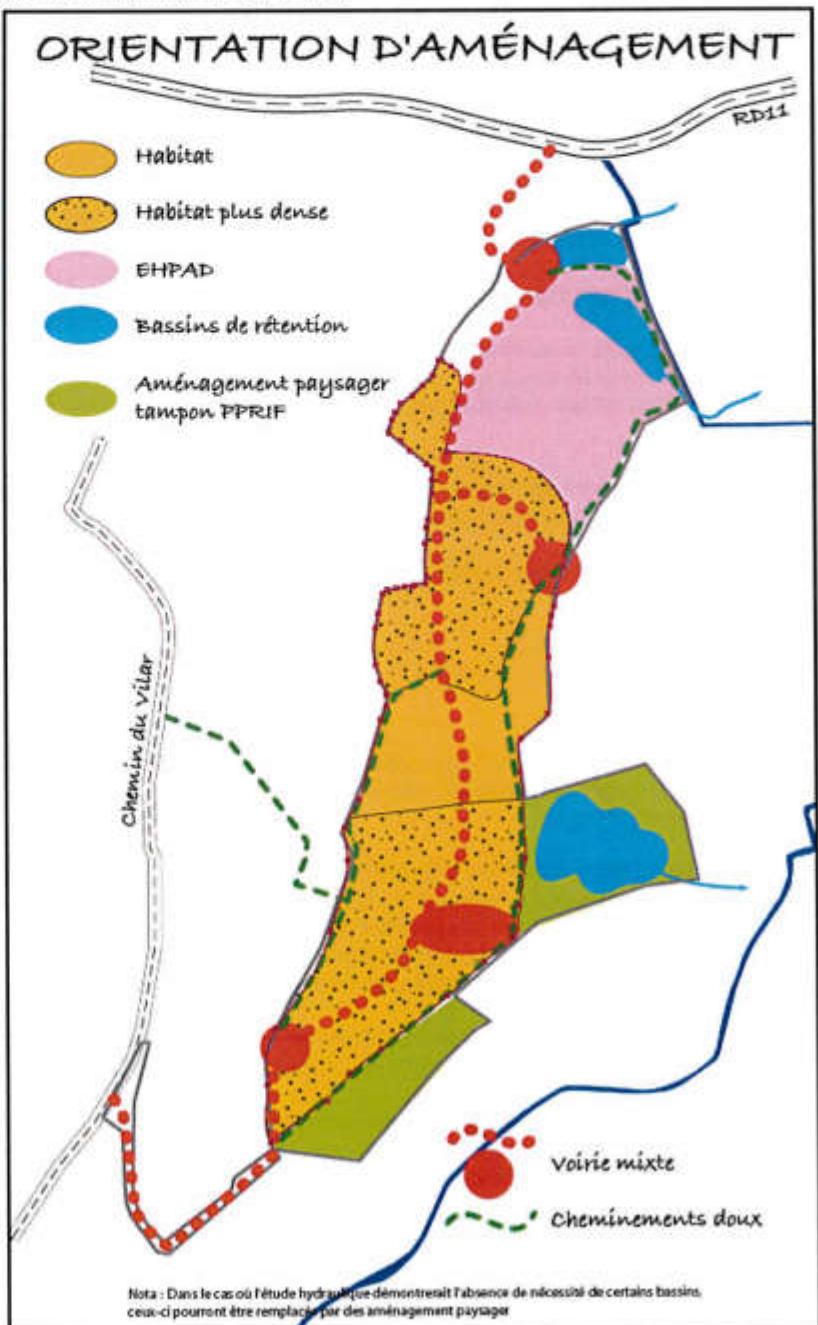 ORIENTATION D'AMÉNAGEMENT
RD11
Habitat
Habitat plus dense
EHPAD
Bassins de rétention
Aménagement paysager
tampon PPRIF
Chemin du Vilar
Voirie mixte
Cheminements doux
Nota : Dans le cas où l'étude hydraulique démontrerait l'absence de nécessité de certains bassins,
ceux-ci pourront être remplacés par des aménagement paysager